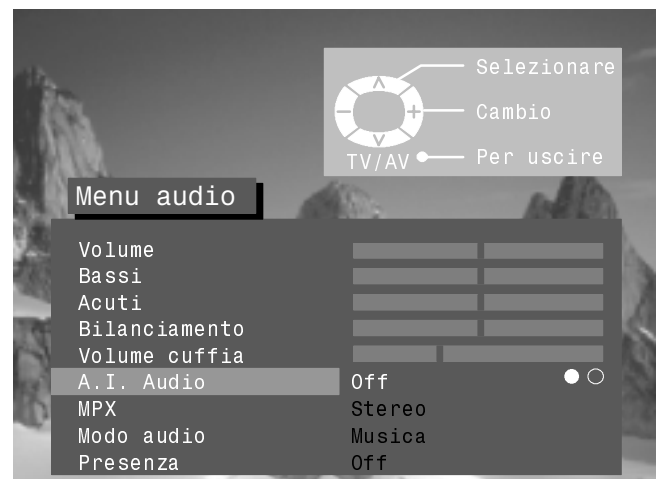 Selezionare
Cambio
TV/AV Per uscire
Menu audio
Volume
Bassi
Acuti
Bilanciamento
Volume cuffia
A.I. Audio Off
MPX Stereo
Modo audio Musica
Presenza Off